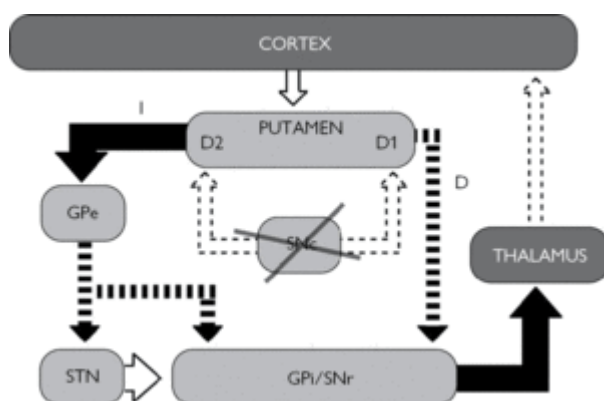 CORTEX
I
PUTAMEN
D2
D1
D
GPe
SNc
THALAMUS
STN
GPi/SNr